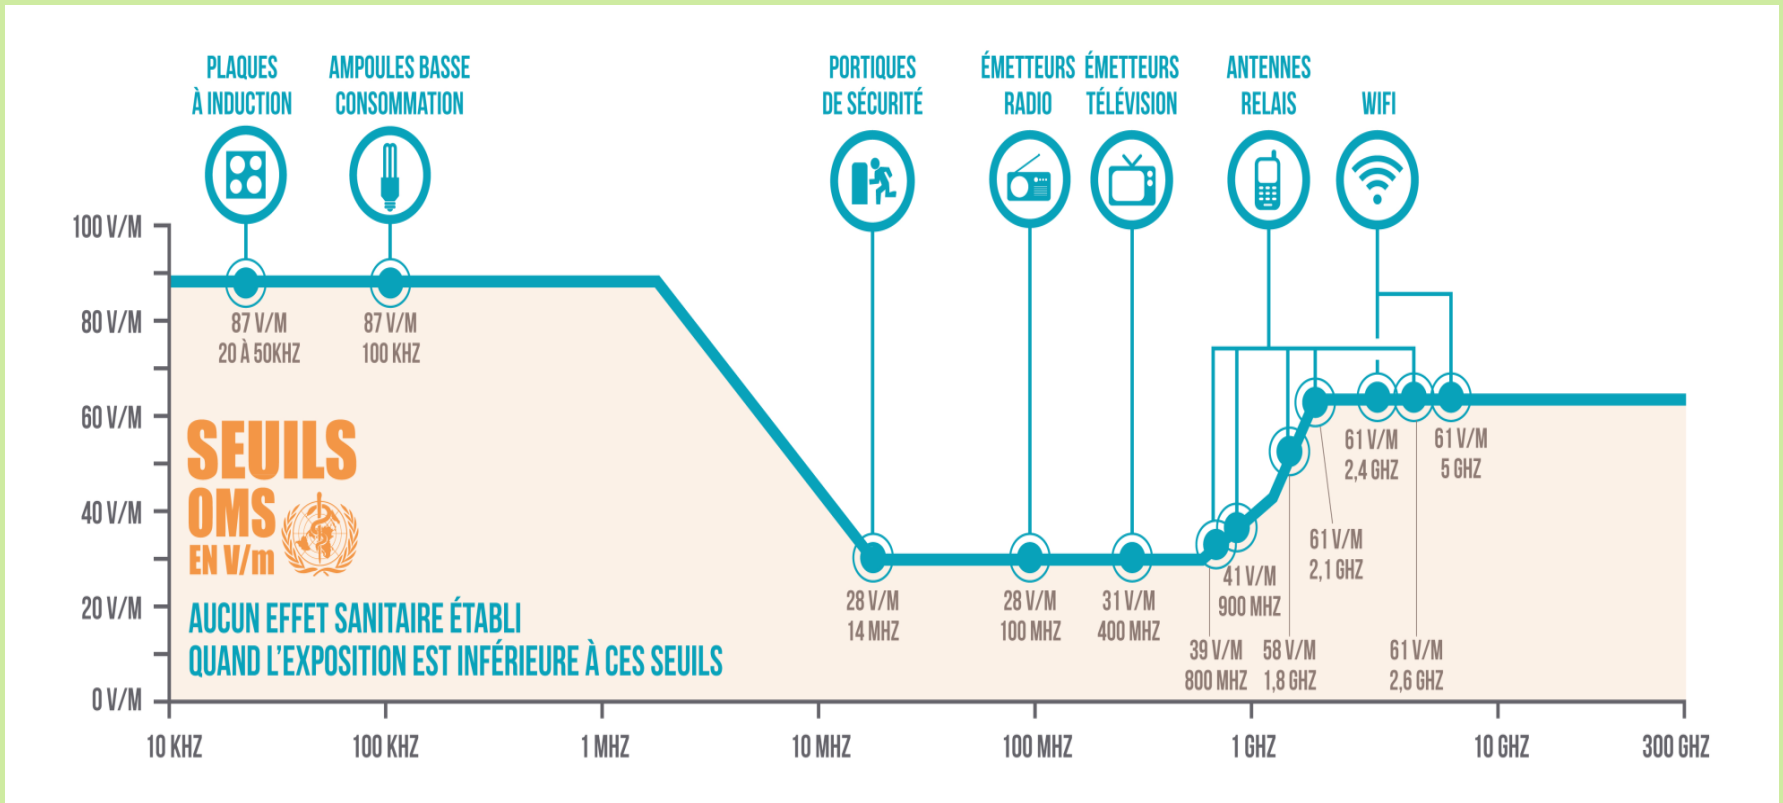 PLAQUES
À INDUCTION
AMPOULES BASSE
CONSOMMATION
PORTIQUES
DE SÉCURITÉ
ÉMETTEURS
RADIO
ÉMETTEURS
TÉLÉVISION
ANTENNES
RELAIS
WIFI
100 V/M
80 V/M
60 V/M
40 V/M
20 V/M
0 V/M
87 V/M
20 À 50KHZ
87 V/M
100 KHZ
SEUILS
OMS
EN V/m
AUCUN EFFET SANITAIRE ÉTABLI
QUAND L'EXPOSITION EST INFÉRIEURE À CES SEUILS
28 V/M
14 MHZ
28 V/M
100 MHZ
31 V/M
400 MHZ
39 V/M
800 MHZ
41 V/M
900 MHZ
58 V/M
1,8 GHZ
61 V/M
2,1 GHZ
61 V/M
2,4 GHZ
61 V/M
2,6 GHZ
61 V/M
5 GHZ
10 KHZ
100 KHZ
1 MHZ
10 MHZ
100 MHZ
1 GHZ
10 GHZ
300 GHZ